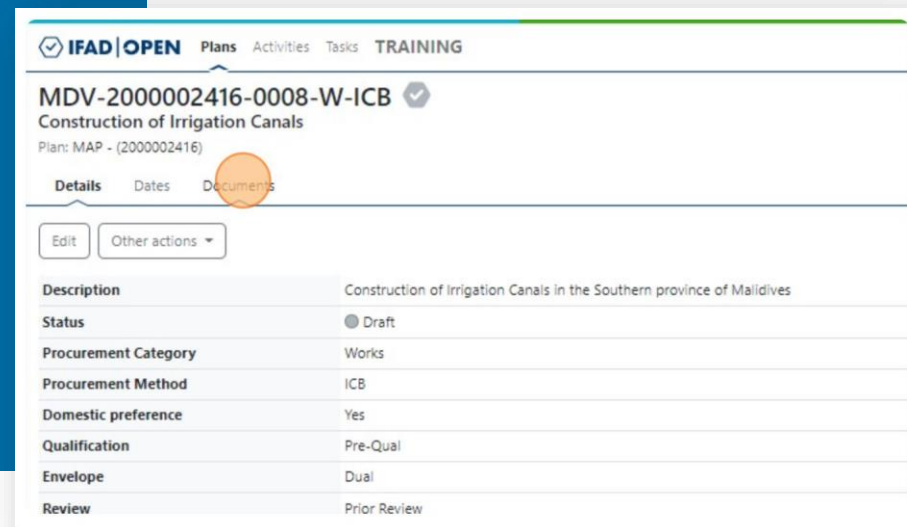 IFAD|OPEN Plans Activities Tasks TRAINING
MDV-2000002416-0008-W-ICB
Construction of Irrigation Canals
Plan: MAP - (2000002416)
Details Dates Documents
Edit Other actions
Description Construction of Irrigation Canals in the Southern province of Malidives
Status Draft
Procurement Category Works
Procurement Method ICB
Domestic preference Yes
Qualification Pre-Qual
Envelope Dual
Review Prior Review